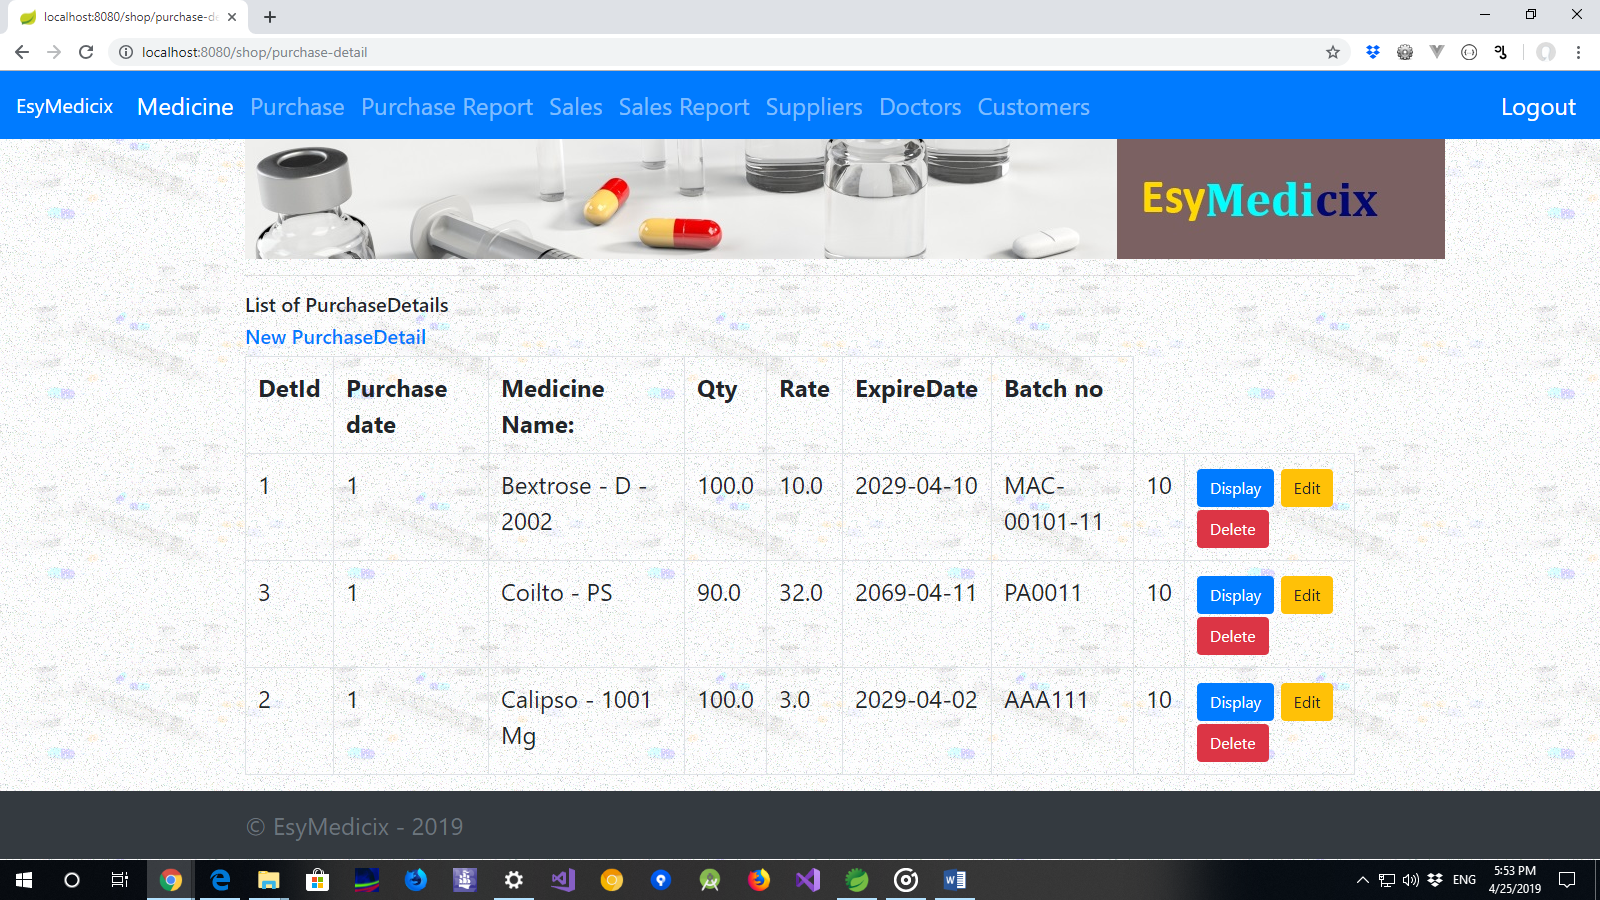 localhost:8080/shop/purchase-de
localhost:8080/shop/purchase-detail
EsyMedicix Medicine Purchase Purchase Report Sales Sales Report Suppliers Doctors Customers Logout
EsyMedicix
List of PurchaseDetails
New PurchaseDetail
DetId Purchase date Medicine Name: Qty Rate ExpireDate Batch no
1 1 Bextrose - D - 2002 100.0 10.0 2029-04-10 MAC-00101-11 10 Display Edit Delete
3 1 Coilto - PS 90.0 32.0 2069-04-11 PA0011 10 Display Edit Delete
2 1 Calipso - 1001 Mg 100.0 3.0 2029-04-02 AAA111 10 Display Edit Delete
© EsyMedicix - 2019
ENG
5:53 PM
4/25/2019